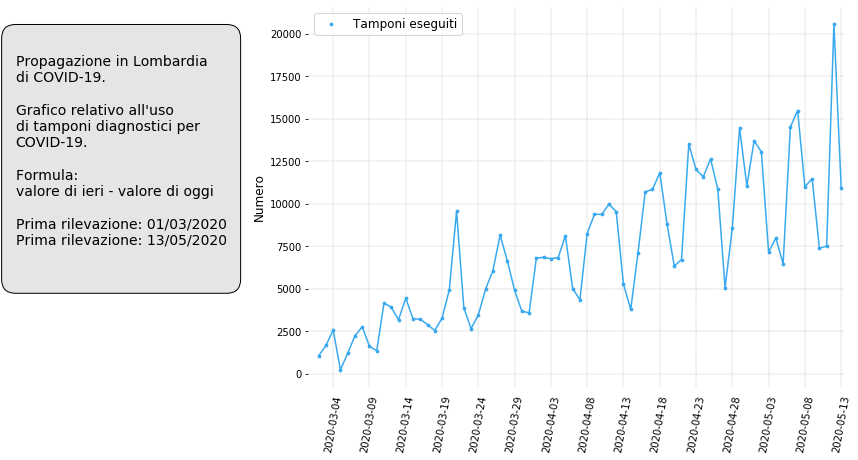 Propagazione in Lombardia
di COVID-19.
Grafico relativo all'uso
di tamponi diagnostici per
COVID-19.
Formula:
valore di ieri - valore di oggi
Prima rilevazione: 01/03/2020
Prima rilevazione: 13/05/2020
Tamponi eseguiti
Numero
20000
17500
15000
12500
10000
7500
5000
2500
0
2020-03-04
2020-03-09
2020-03-14
2020-03-19
2020-03-24
2020-03-29
2020-04-03
2020-04-08
2020-04-13
2020-04-18
2020-04-23
2020-04-28
2020-05-03
2020-05-08
2020-05-13